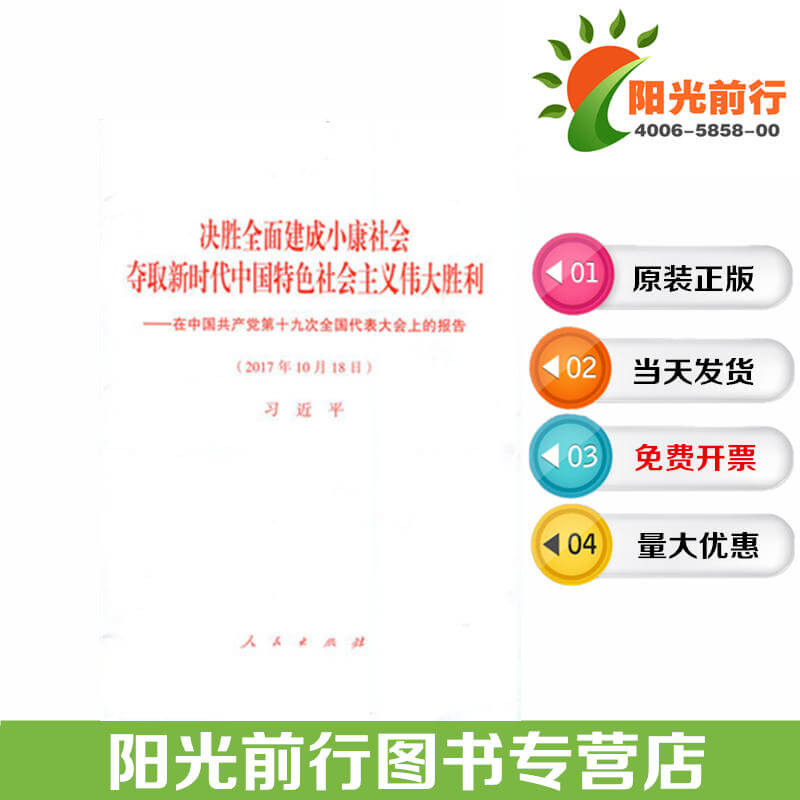 阳光前行
4006-5858-00
决胜全面建成小康社会
夺取新时代中国特色社会主义伟大胜利
——在中国共产党第十九次全国代表大会上的报告
（2017年10月18日）
习近平
人民出版社
01 原装正版
02 当天发货
03 免费开票
04 量大优惠
阳光前行图书专营店